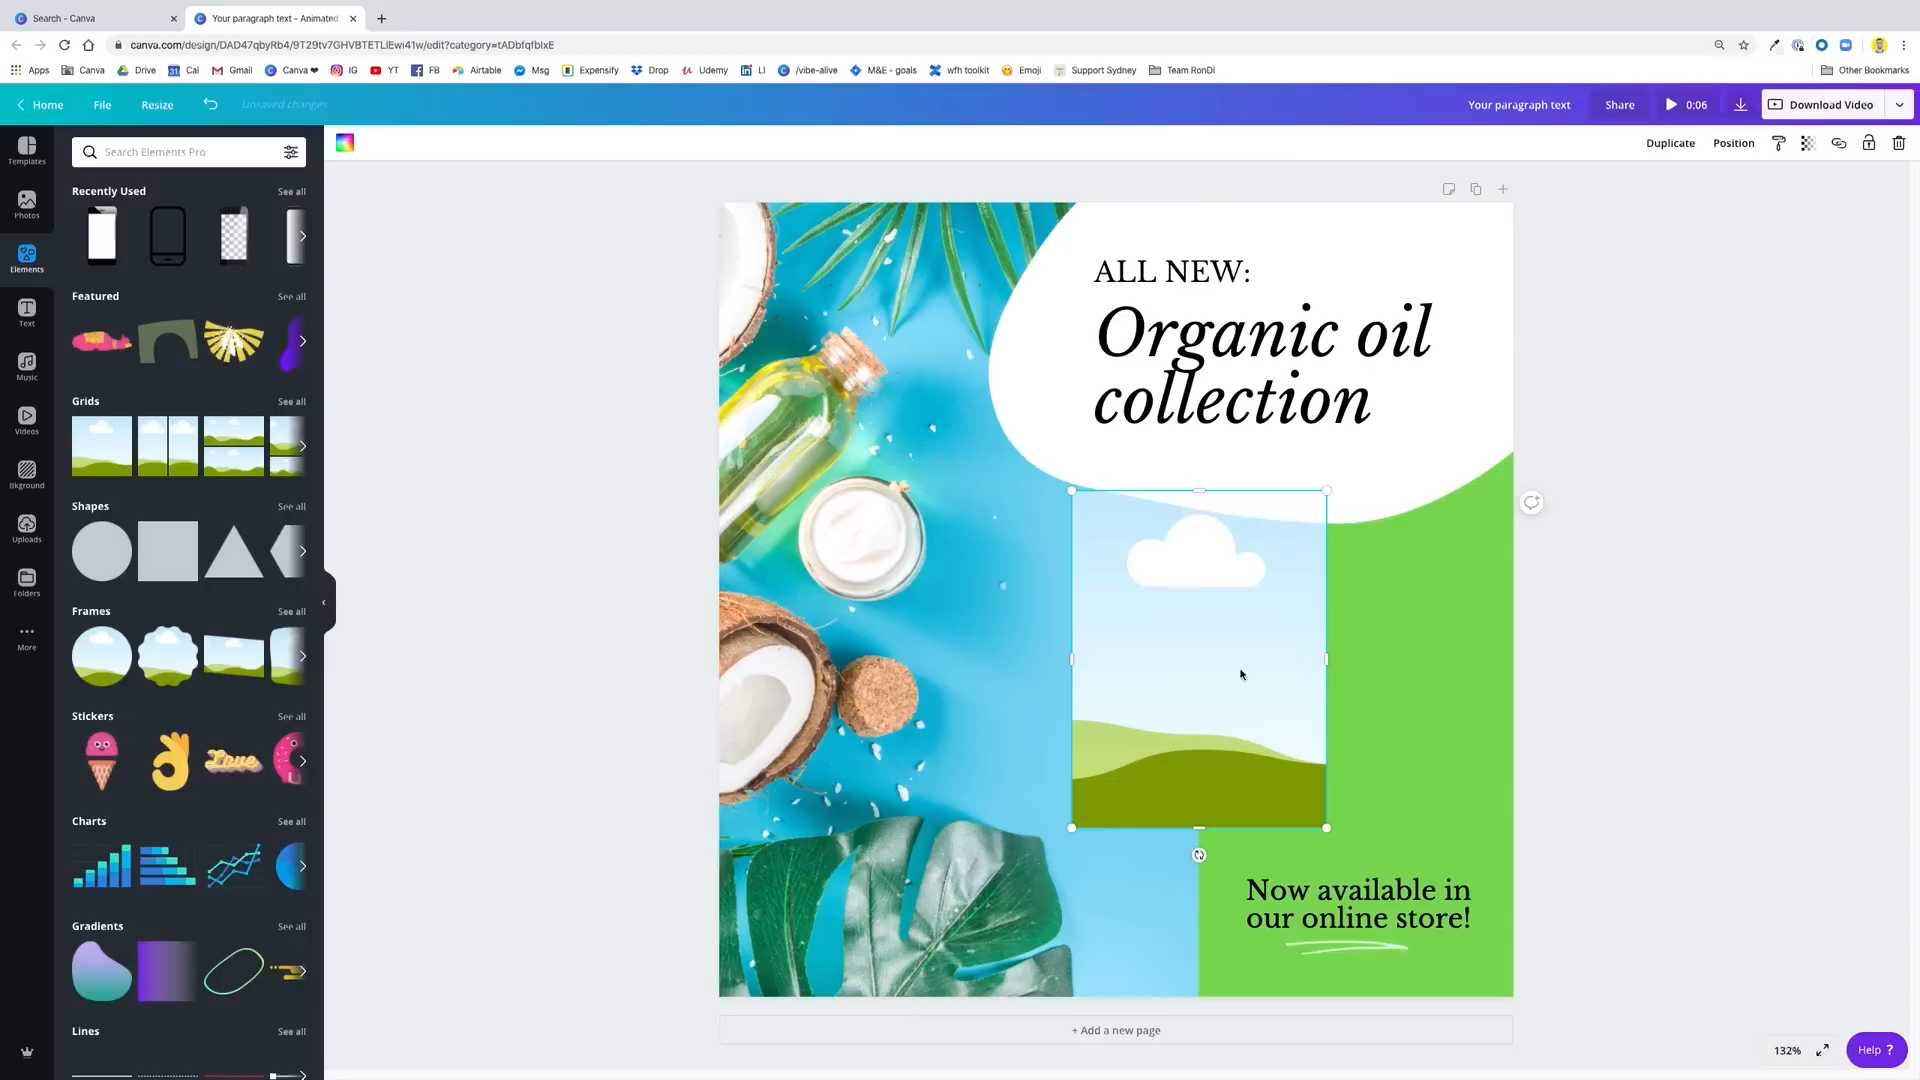 Search - Canva
Your paragraph text - Animated
canva.com/design/DAD47qbyRb4/9T29tv7GHVBTETLlEwi41w/edit?category=tADbfqfblxE
Apps Canva Drive Cal Gmail Canva IG YT FB Airtable Msg Expensify Drop Udemy LI /vibe-alive M&E - goals wfh toolkit Emoji Support Sydney Team RonDi Other Bookmarks
Home File Resize Unsaved changes Your paragraph text Share 0:06 Download Video
Duplicate Position
Templates
Photos
Elements
Text
Music
Videos
Bkground
Uploads
Folders
More
Search Elements Pro
Recently Used See all
Featured See all
Grids See all
Shapes See all
Frames See all
Stickers See all
Love
Charts See all
Gradients See all
Lines See all
ALL NEW:
Organic oil
collection
Now available in
our online store!
+ Add a new page
132%
Help ?